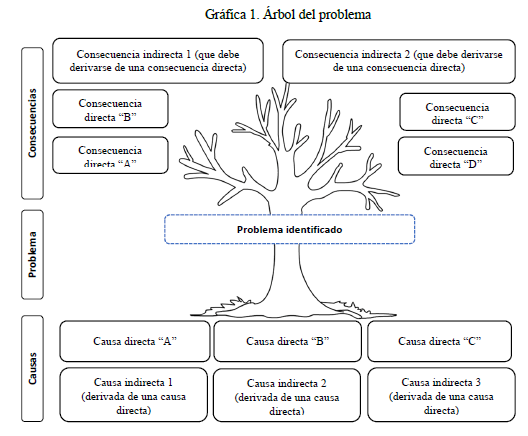 Gráfica 1. Árbol del problema
Consecuencias
Consecuencia indirecta 1 (que debe
derivarse de una consecuencia directa)
Consecuencia indirecta 2 (que debe derivarse
de una consecuencia directa)
Consecuencia
directa “B”
Consecuencia
directa “C”
Consecuencia
directa “A”
Consecuencia
directa “D”
Problema
Problema identificado
Causas
Causa directa “A”
Causa directa “B”
Causa directa “C”
Causa indirecta 1
(derivada de una causa
directa)
Causa indirecta 2
(derivada de una causa
directa)
Causa indirecta 3
(derivada de una causa
directa)